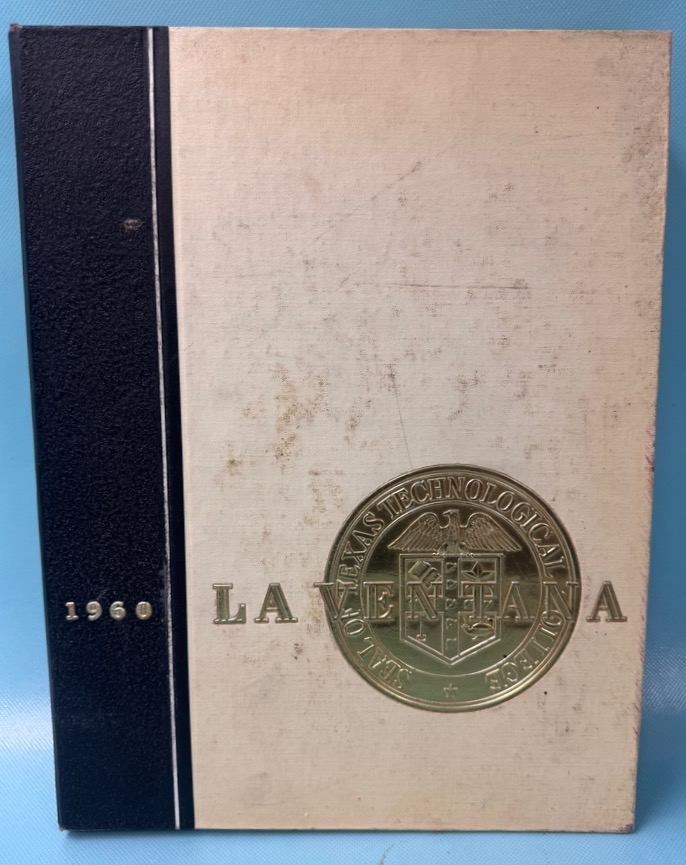 SEAL OF TEXAS TECHNOLOGICAL COLLEGE
1960
LA VENTANA